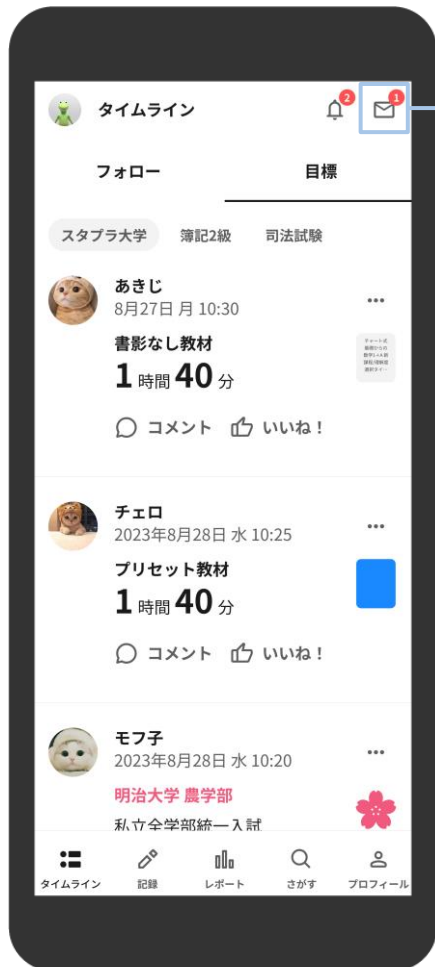 タイムライン
2
1
フォロー
目標
スタプラ大学 簿記2級 司法試験
あきじ
8月27日 月 10:30
書影なし教材
1 時間 40 分
コメント いいね！
チェロ
2023年8月28日 水 10:25
プリセット教材
1 時間 40 分
コメント いいね！
モフ子
2023年8月28日 水 10:20
明治大学 農学部
私立全学部統一入試
タイムライン 記録 レポート さがす プロフィール